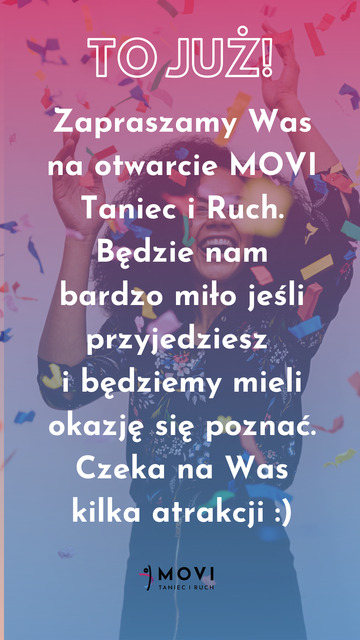 TO JUŻ!
Zapraszamy Was
na otwarcie MOVI
Taniec i Ruch.
Będzie nam
bardzo miło jeśli
przyjedziesz
i będziemy mieli
okazję się poznać.
Czeka na Was
kilka atrakcji :)
MOVI
TANIEC I RUCH